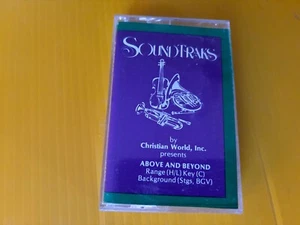 SOUNDTRAKS
by
Christian World, Inc.
presents
ABOVE AND BEYOND
Range (H/L) Key (C)
Background (Stgs, BGV)